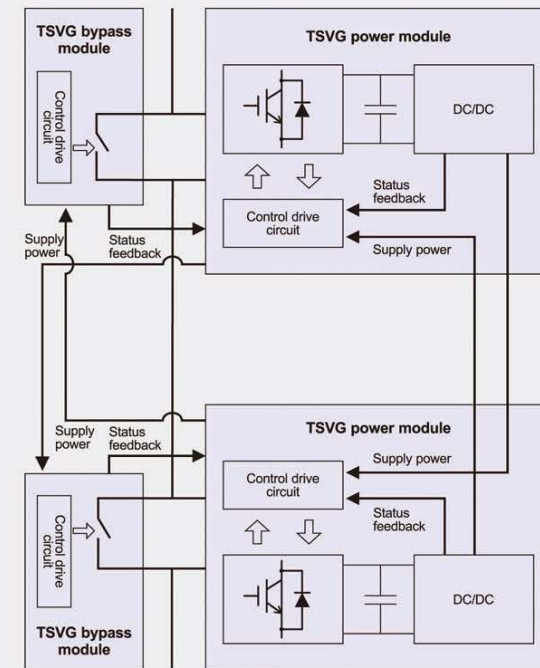 TSVG bypass
module
Control drive
circuit
TSVG power module
DC/DC
Status
feedback
Control drive
circuit
Supply power
Supply
power
Status
feedback
Supply
power
Status
feedback
TSVG power module
Supply power
Control drive
circuit
Status
feedback
Control drive
circuit
DC/DC
TSVG bypass
module